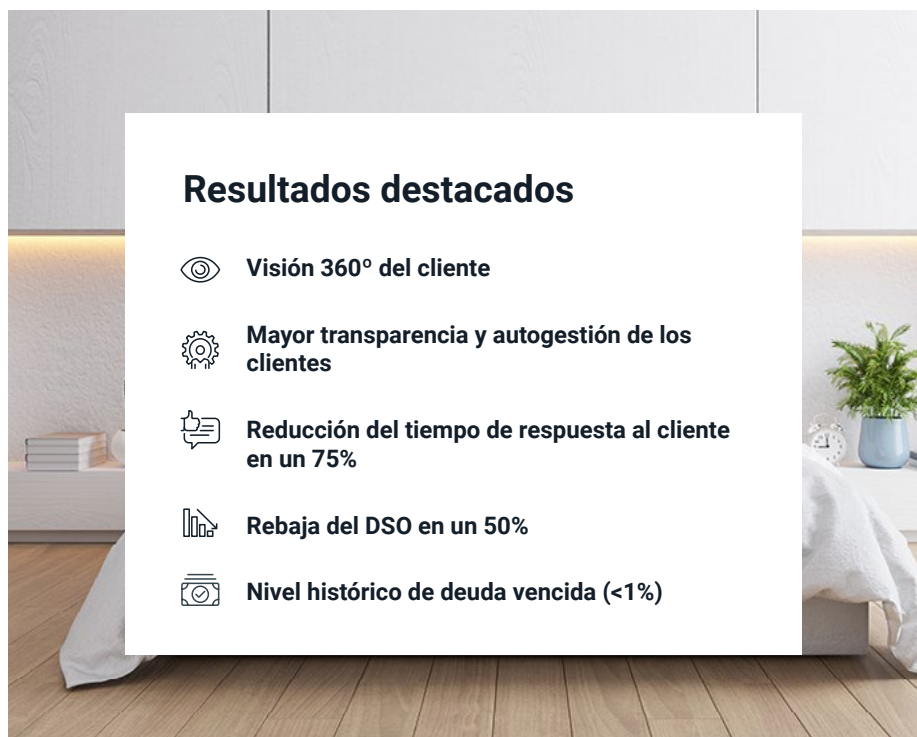 Resultados destacados
Visión 360º del cliente
Mayor transparencia y autogestión de los
clientes
Reducción del tiempo de respuesta al cliente
en un 75%
Rebaja del DSO en un 50%
Nivel histórico de deuda vencida (<1%)